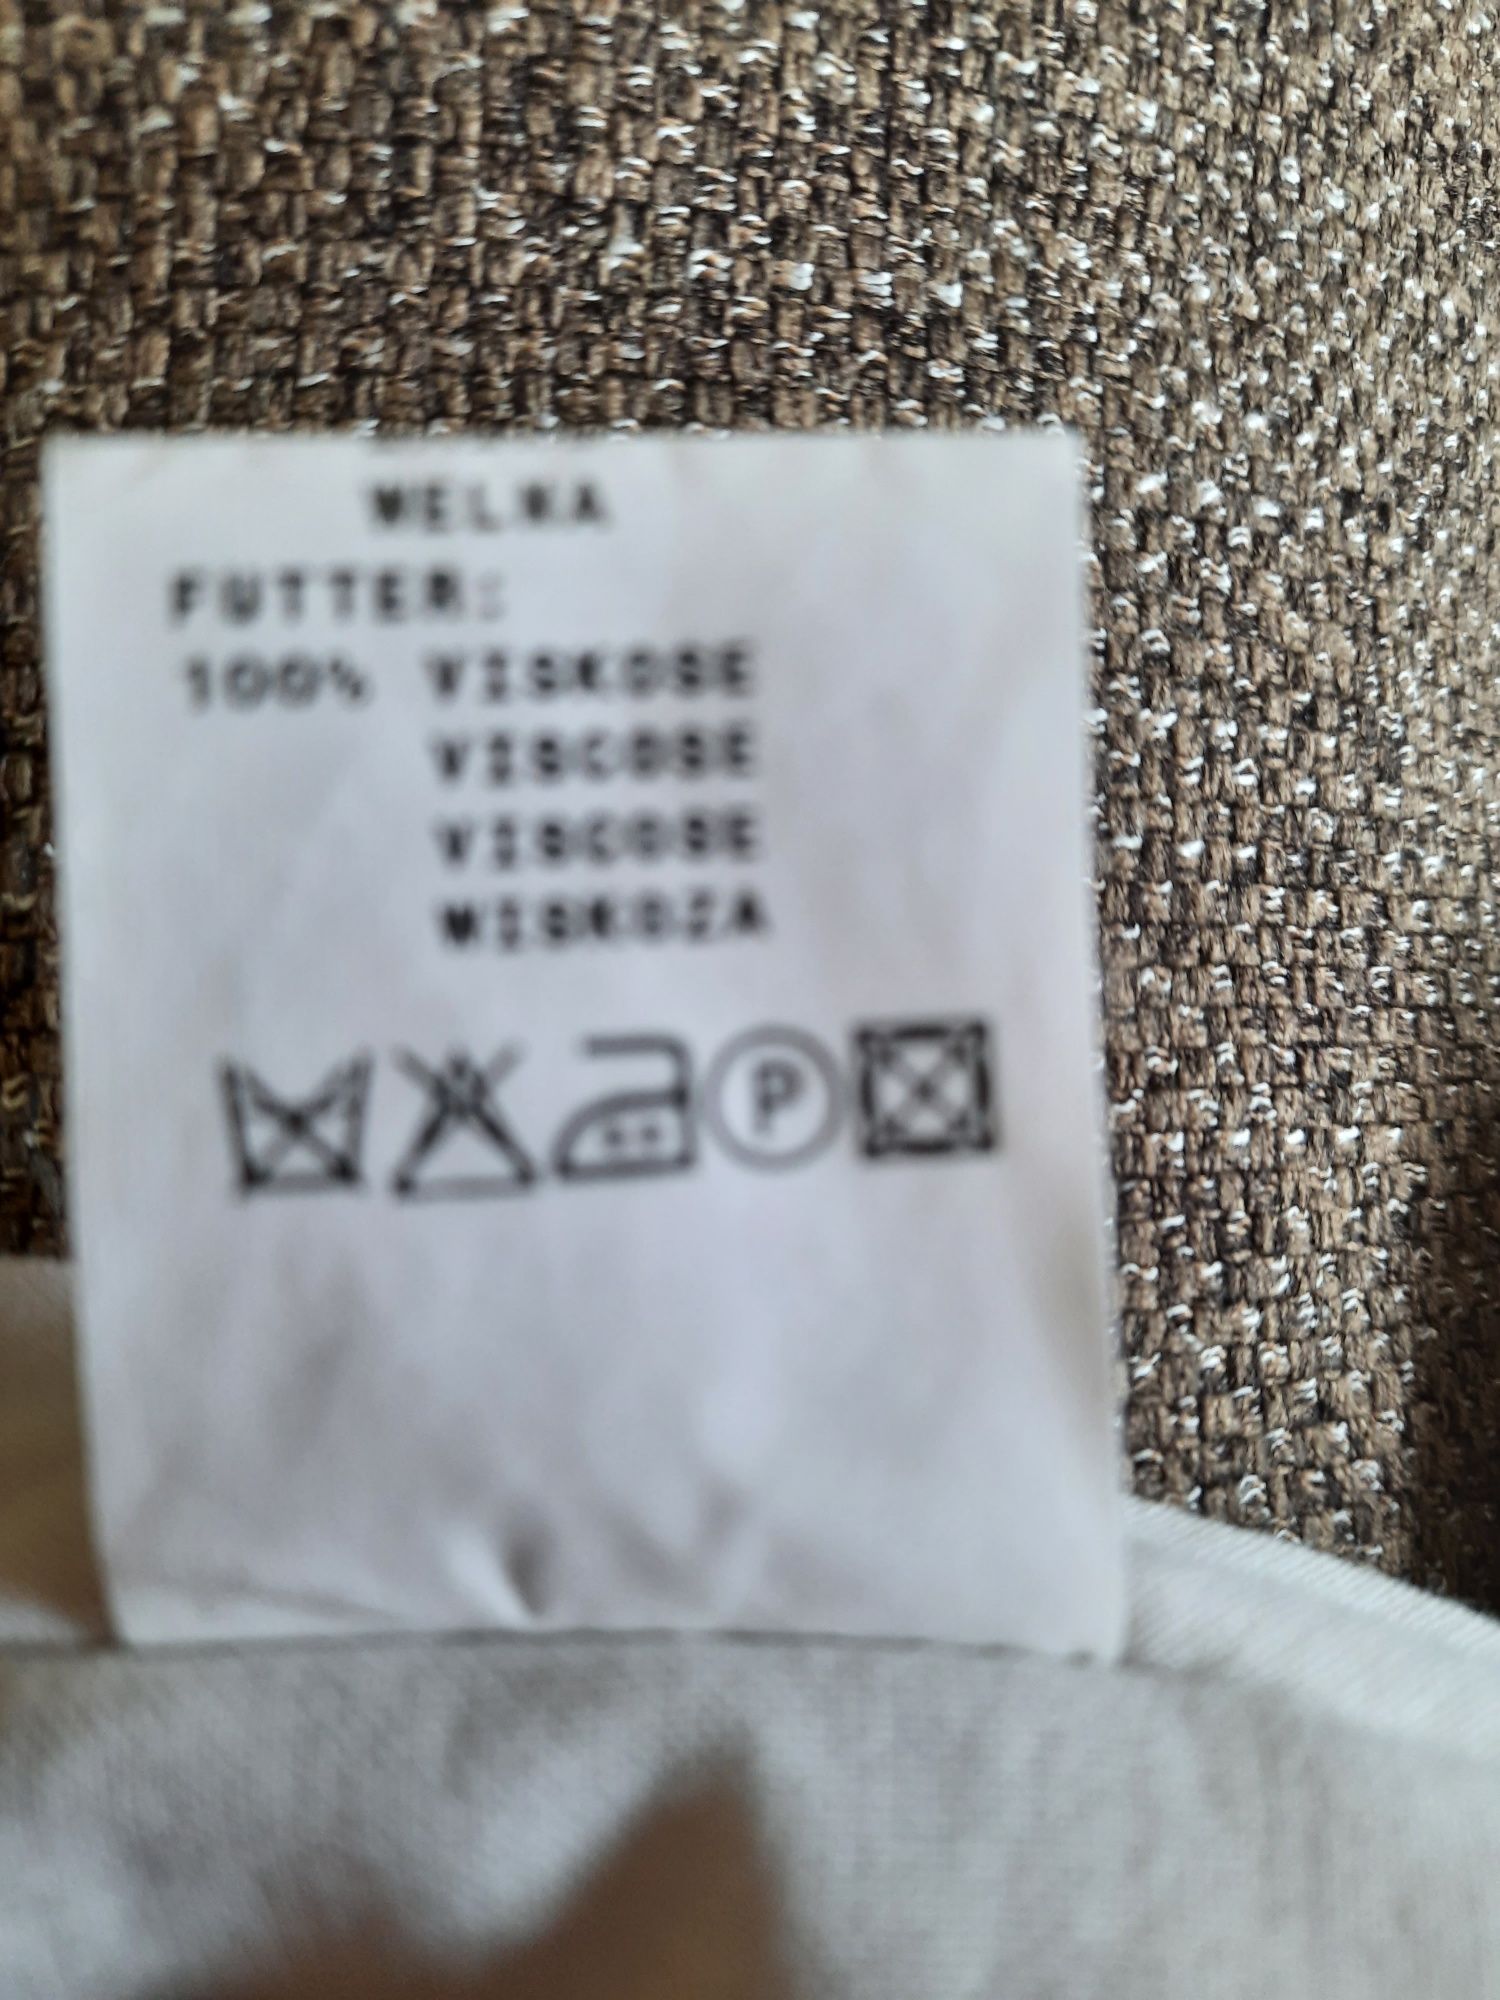 WELNA
FUTTER:
100% VISKOSE
VISCOSE
VISCOSE
WISKOZA
P